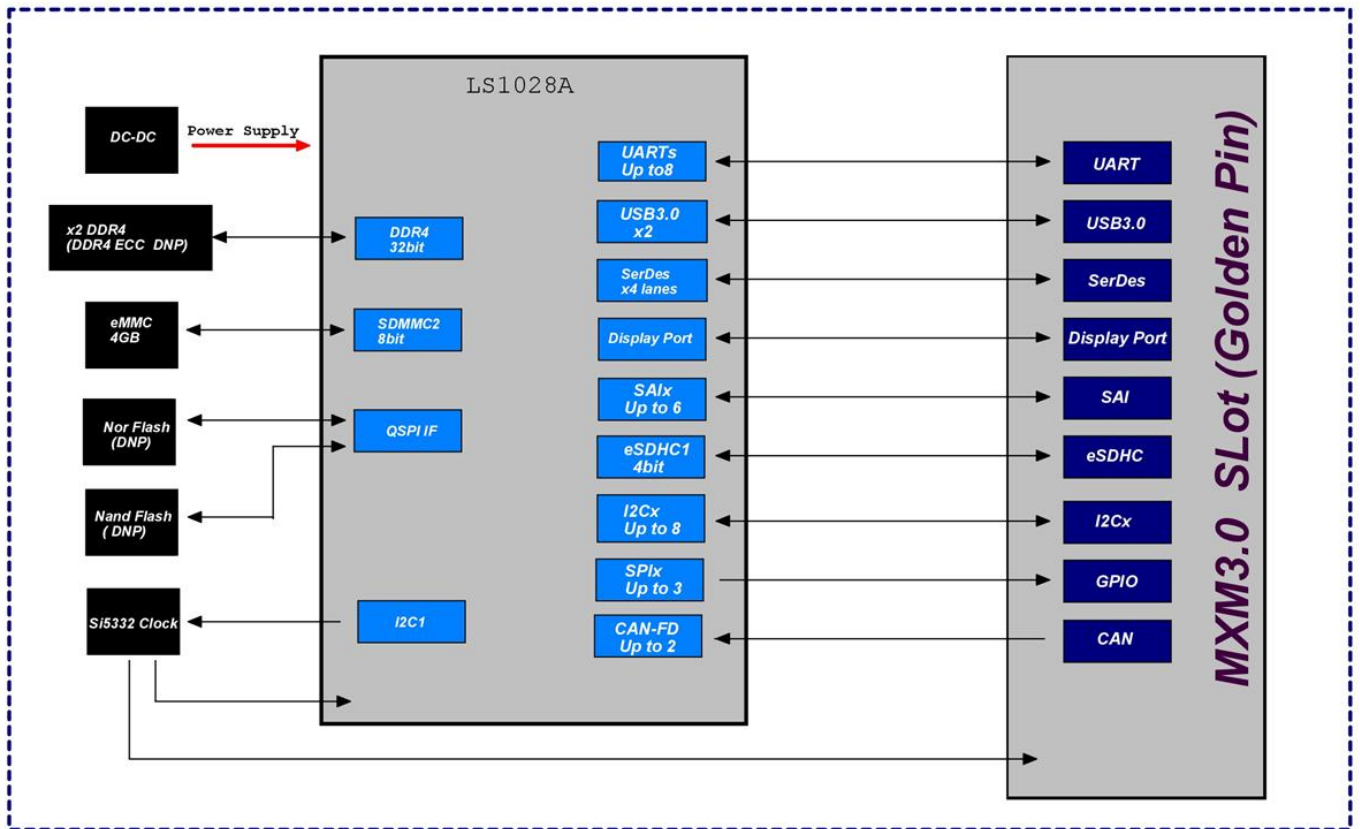 LS1028A
DC-DC
Power Supply
x2 DDR4
(DDR4 ECC DNP)
eMMC
4GB
Nor Flash
(DNP)
Nand Flash
( DNP)
Si5332 Clock
DDR4
32bit
SDMMC2
8bit
QSPI IF
I2C1
UARTs
Up to8
USB3.0
x2
SerDes
x4 lanes
Display Port
SAIx
Up to 6
eSDHC1
4bit
I2Cx
Up to 8
SPIx
Up to 3
CAN-FD
Up to 2
UART
USB3.0
SerDes
Display Port
SAI
eSDHC
I2Cx
GPIO
CAN
MXM3.0 SLot (Golden Pin)